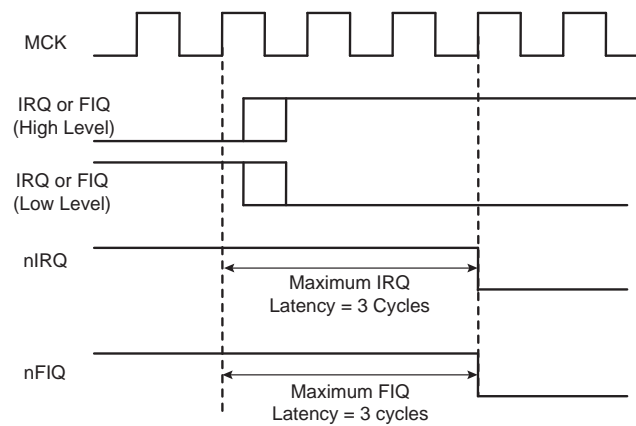 MCK
IRQ or FIQ
(High Level)
IRQ or FIQ
(Low Level)
nIRQ
Maximum IRQ
Latency = 3 Cycles
nFIQ
Maximum FIQ
Latency = 3 cycles